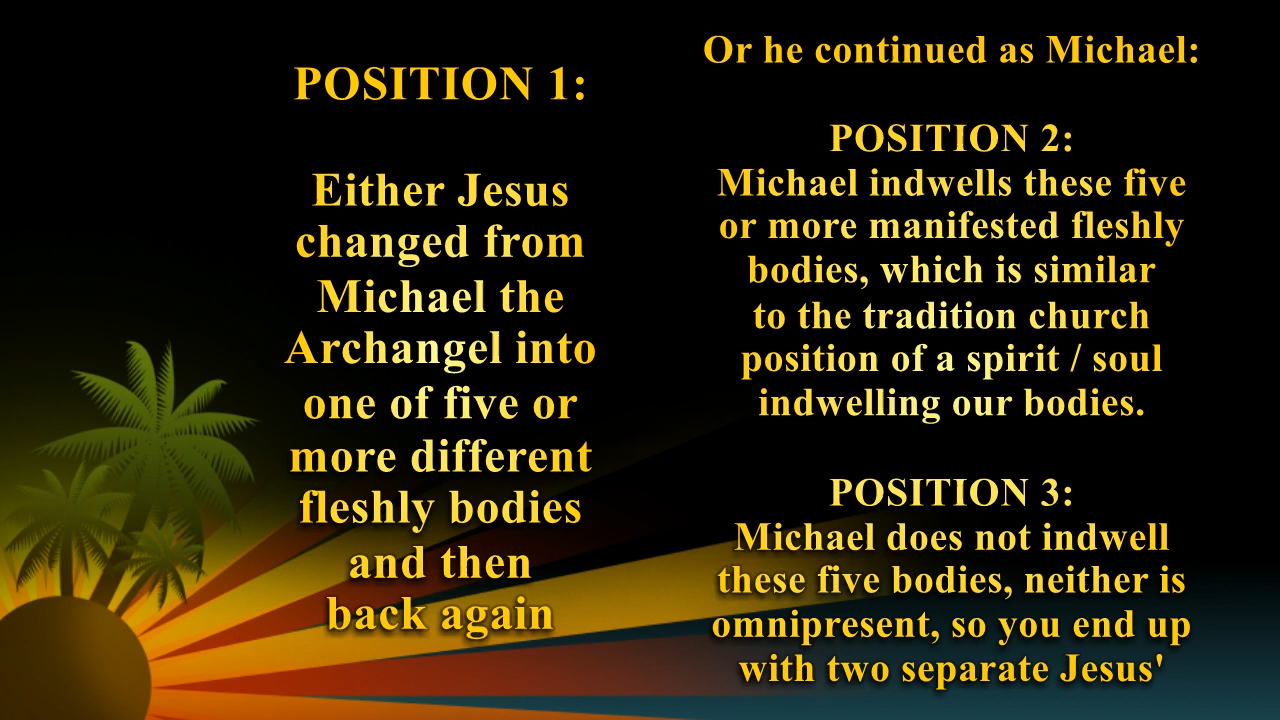 POSITION 1:
Either Jesus
changed from
Michael the
Archangel into
one of five or
more different
fleshly bodies
and then
back again
Or he continued as Michael:
POSITION 2:
Michael indwells these five
or more manifested fleshly
bodies, which is similar
to the tradition church
position of a spirit / soul
indwelling our bodies.
POSITION 3:
Michael does not indwell
these five bodies, neither is
omnipresent, so you end up
with two separate Jesus'